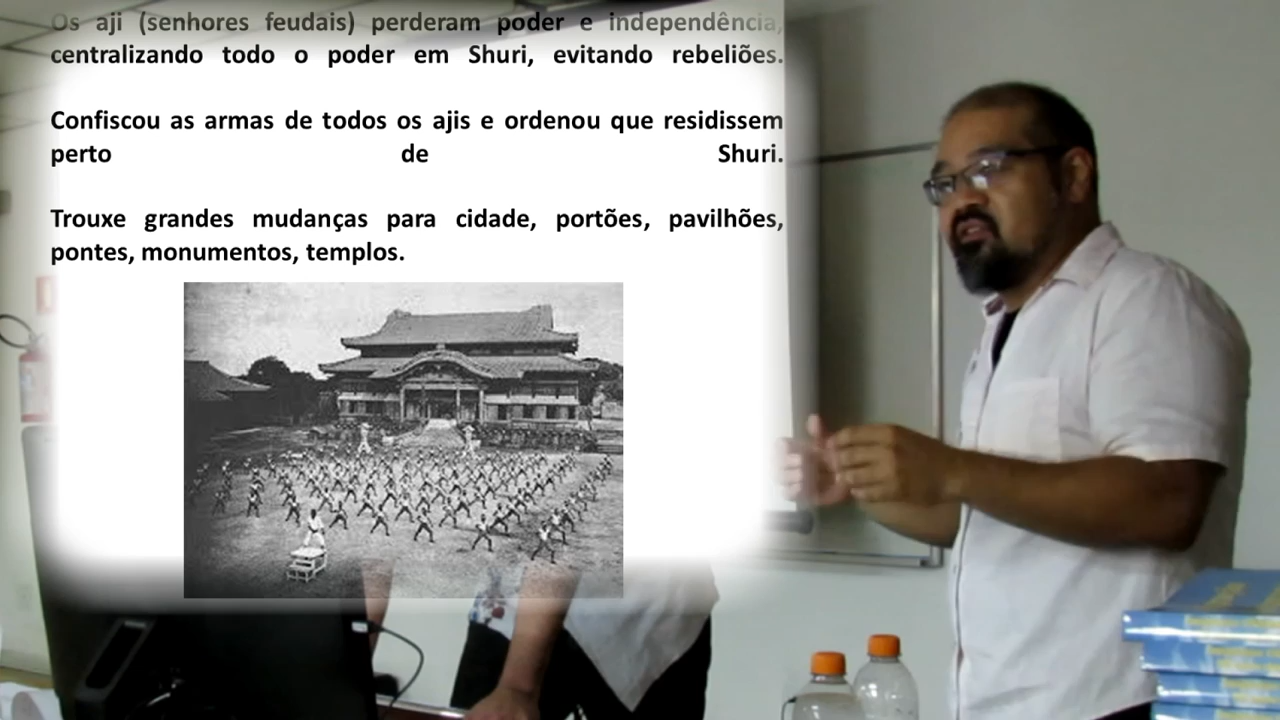 Os aji (senhores feudais) perderam poder e independência,
centralizando todo o poder em Shuri, evitando rebeliões.
Confiscou as armas de todos os ajis e ordenou que residissem
perto de Shuri.
Trouxe grandes mudanças para cidade, portões, pavilhões,
pontes, monumentos, templos.